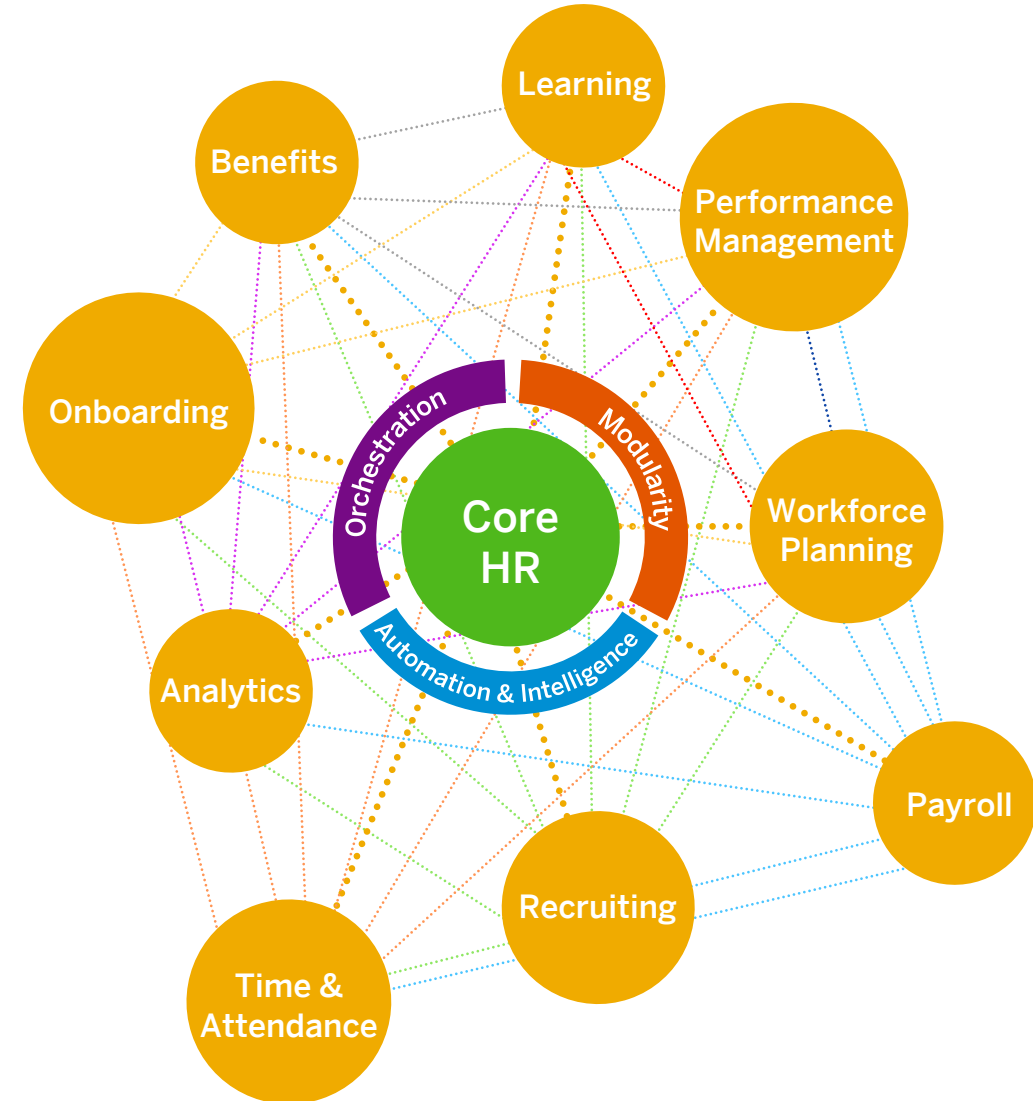 Learning
Benefits
Performance
Management
Onboarding
Orchestration
Modularity
Core
HR
Workforce
Planning
Automation & Intelligence
Analytics
Payroll
Recruiting
Time &
Attendance